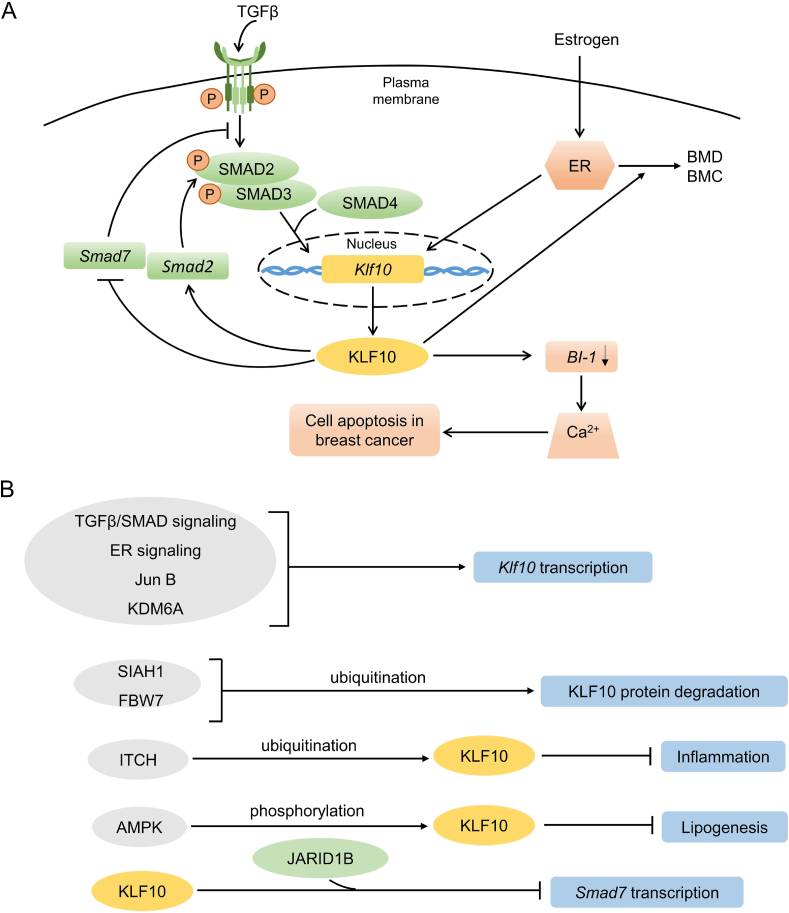 A
TGFβ
Estrogen
Plasma
membrane
P
P
P
SMAD2
P
SMAD3
SMAD4
ER
BMD
BMC
Smad7
Smad2
Nucleus
Klf10
KLF10
BI-1
Cell apoptosis in
breast cancer
Ca²⁺
B
TGFβ/SMAD signaling
ER signaling
Jun B
KDM6A
Klf10 transcription
SIAH1
FBW7
ubiquitination
KLF10 protein degradation
ITCH
ubiquitination
KLF10
Inflammation
AMPK
phosphorylation
KLF10
Lipogenesis
JARID1B
KLF10
Smad7 transcription